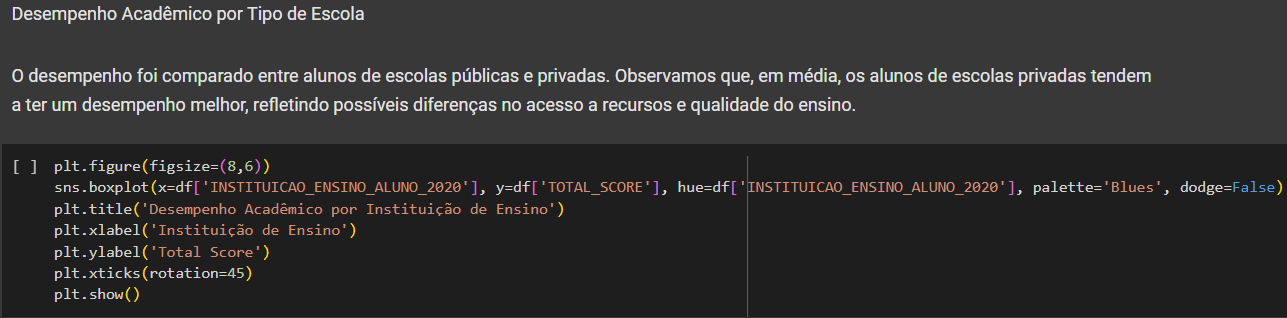 Desempenho Acadêmico por Tipo de Escola
O desempenho foi comparado entre alunos de escolas públicas e privadas. Observamos que, em média, os alunos de escolas privadas tendem
a ter um desempenho melhor, refletindo possíveis diferenças no acesso a recursos e qualidade do ensino.
[ ] plt.figure(figsize=(8,6))
sns.boxplot(x=df['INSTITUICAO_ENSINO_ALUNO_2020'], y=df['TOTAL_SCORE'], hue=df['INSTITUICAO_ENSINO_ALUNO_2020'], palette='Blues', dodge=False)
plt.title('Desempenho Acadêmico por Instituição de Ensino')
plt.xlabel('Instituição de Ensino')
plt.ylabel('Total Score')
plt.xticks(rotation=45)
plt.show()